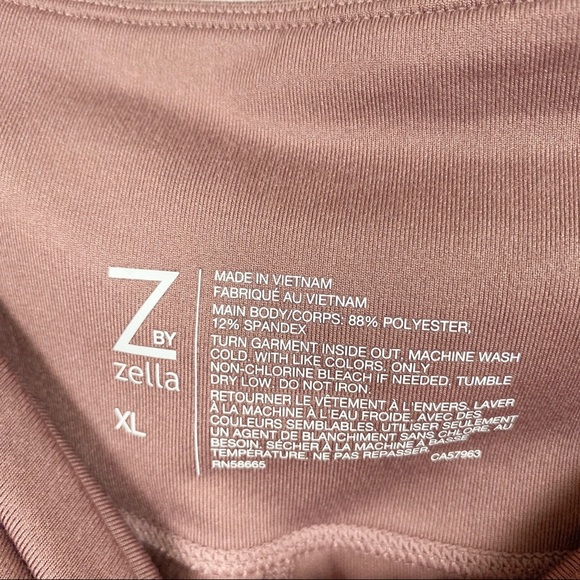 Z BY
zella
XL
MADE IN VIETNAM
FABRIQUÉ AU VIETNAM
MAIN BODY/CORPS: 88% POLYESTER,
12% SPANDEX
TURN GARMENT INSIDE OUT, MACHINE WASH
COLD. WITH LIKE COLORS. ONLY
NON-CHLORINE BLEACH IF NEEDED. TUMBLE
DRY LOW. DO NOT IRON.
RETOURNER LE VÊTEMENT À L'ENVERS. LAVER
À LA MACHINE À L'EAU FROIDE. AVEC DES
COULEURS SEMBLABLES. UTILISER SEULEMENT
UN AGENT DE BLANCHIMENT SANS CHLORE, AU
BESOIN. SÉCHER À LA MACHINE À BASSE
TEMPÉRATURE. NE PAS REPASSER. CA57963
RN58665